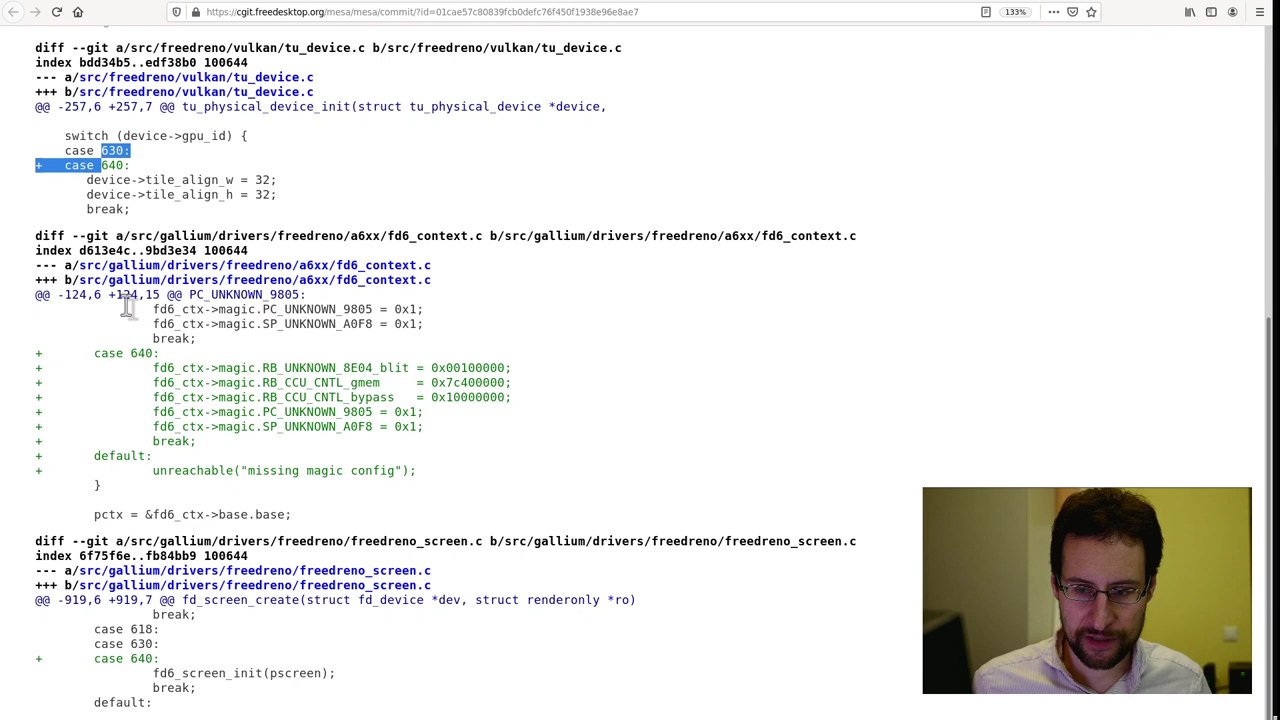 https://cgit.freedesktop.org/mesa/mesa/commit/?id=01cae57c80839fcb0defc76f450f1938e96e8ae7
133%
diff --git a/src/freedreno/vulkan/tu_device.c b/src/freedreno/vulkan/tu_device.c
index bdd34b5..edf38b0 100644
--- a/src/freedreno/vulkan/tu_device.c
+++ b/src/freedreno/vulkan/tu_device.c
@@ -257,6 +257,7 @@ tu_physical_device_init(struct tu_physical_device *device,
switch (device->gpu_id) {
case 630:
+   case 640:
device->tile_align_w = 32;
device->tile_align_h = 32;
break;
diff --git a/src/gallium/drivers/freedreno/a6xx/fd6_context.c b/src/gallium/drivers/freedreno/a6xx/fd6_context.c
index d613e4c..9bd3e34 100644
--- a/src/gallium/drivers/freedreno/a6xx/fd6_context.c
+++ b/src/gallium/drivers/freedreno/a6xx/fd6_context.c
@@ -124,6 +124,15 @@ PC_UNKNOWN_9805:
fd6_ctx->magic.PC_UNKNOWN_9805 = 0x1;
fd6_ctx->magic.SP_UNKNOWN_A0F8 = 0x1;
break;
+       case 640:
+               fd6_ctx->magic.RB_UNKNOWN_8E04_blit = 0x00100000;
+               fd6_ctx->magic.RB_CCU_CNTL_gmem     = 0x7c400000;
+               fd6_ctx->magic.RB_CCU_CNTL_bypass   = 0x10000000;
+               fd6_ctx->magic.PC_UNKNOWN_9805 = 0x1;
+               fd6_ctx->magic.SP_UNKNOWN_A0F8 = 0x1;
+               break;
+       default:
+               unreachable("missing magic config");
}
pctx = &fd6_ctx->base.base;
diff --git a/src/gallium/drivers/freedreno/freedreno_screen.c b/src/gallium/drivers/freedreno/freedreno_screen.c
index 6f75f6e..fb84bb9 100644
--- a/src/gallium/drivers/freedreno/freedreno_screen.c
+++ b/src/gallium/drivers/freedreno/freedreno_screen.c
@@ -919,6 +919,7 @@ fd_screen_create(struct fd_device *dev, struct renderonly *ro)
break;
case 618:
case 630:
+       case 640:
fd6_screen_init(pscreen);
break;
default: